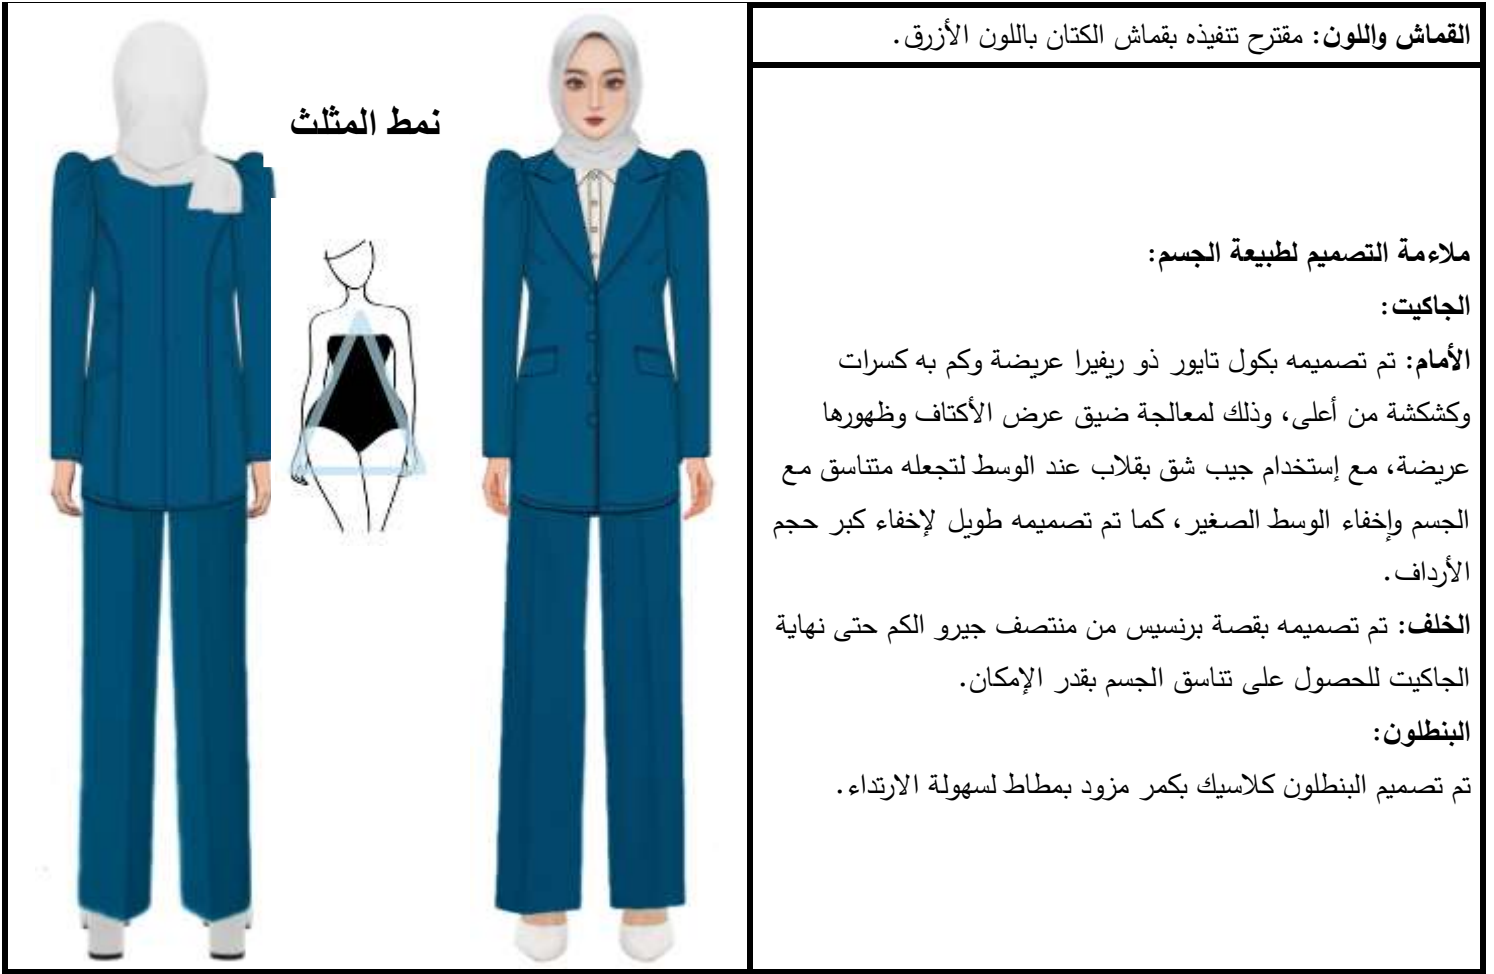 القماش واللون: مقترح تنفيذه بقماش الكتان باللون الأزرق.
ملاءمة التصميم لطبيعة الجسم:
الجاكيت:
الأمام: تم تصميمه بكول تايور ذو ريفيرا عريضة وكم به كسرات
وكشكشة من أعلى، وذلك لمعالجة ضيق عرض الأكتاف وظهورها
عريضة، مع إستخدام جيب شق بقلاب عند الوسط لتجعله متناسق مع
الجسم وإخفاء الوسط الصغير، كما تم تصميمه طويل لإخفاء كبر حجم
الأرداف.
الخلف: تم تصميمه بقصة برنسيس من منتصف جيرو الكم حتى نهاية
الجاكيت للحصول على تناسق الجسم بقدر الإمكان.
البنطلون:
تم تصميم البنطلون كلاسيك بكمر مزود بمطاط لسهولة الارتداء.
نمط المثلث